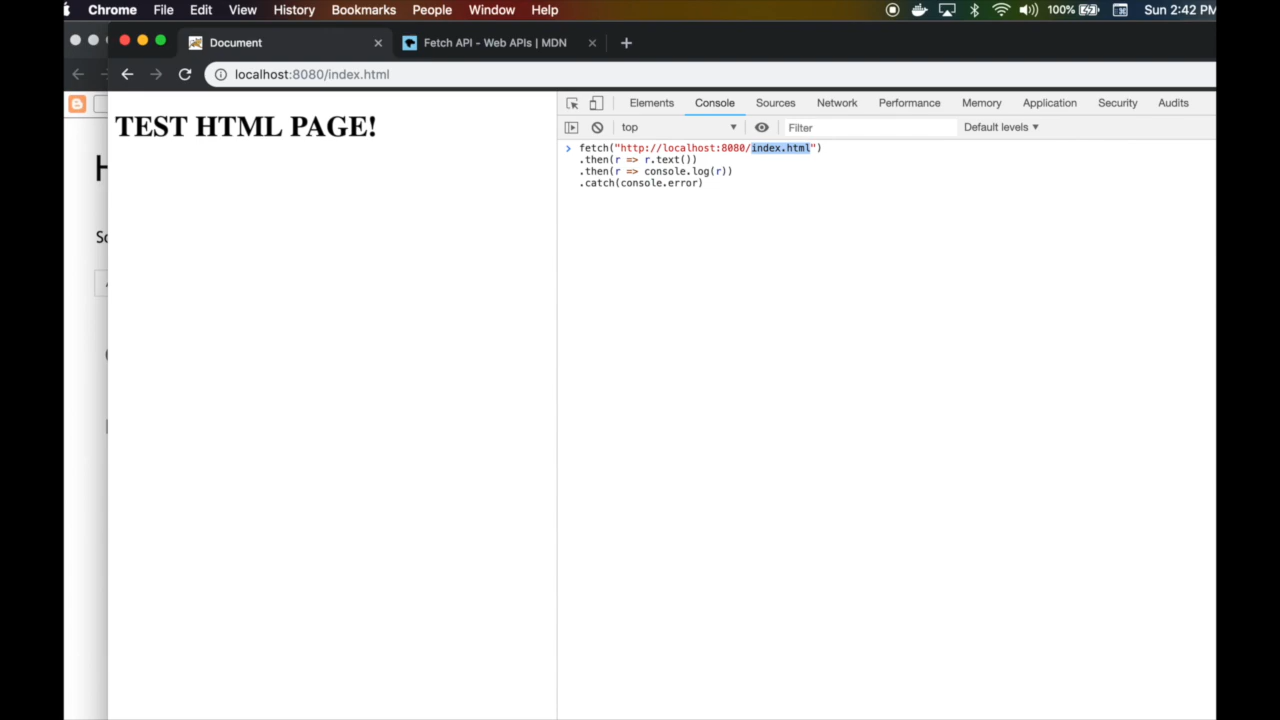 Chrome File Edit View History Bookmarks People Window Help 100% Sun 2:42 PM
Document Fetch API - Web APIs | MDN
localhost:8080/index.html
Elements Console Sources Network Performance Memory Application Security Audits
top Filter Default levels
TEST HTML PAGE!
fetch("http://localhost:8080/index.html")
.then(r => r.text())
.then(r => console.log(r))
.catch(console.error)